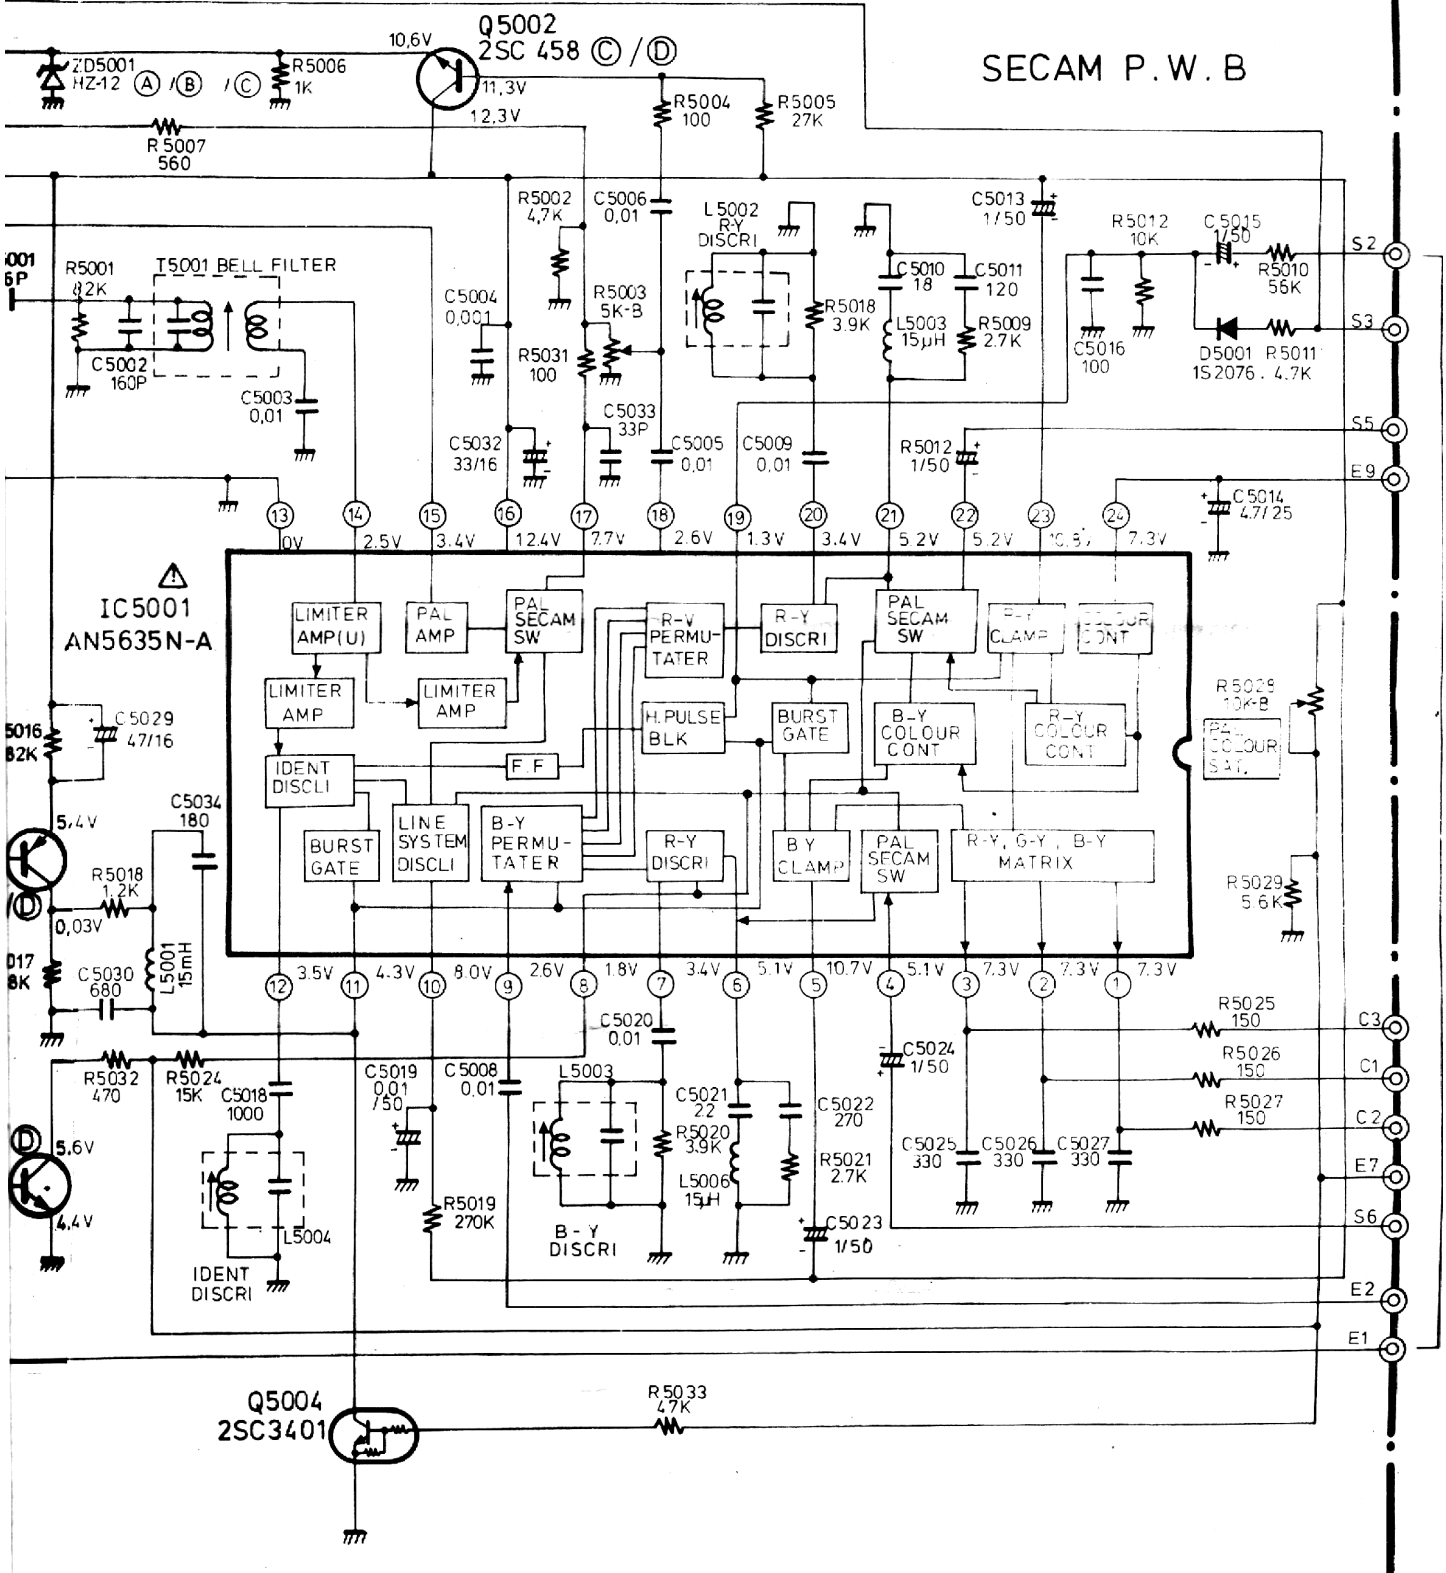 SECAM P.W.B
Q5002
2SC 458 C / D
10,6V
11,3V
12,3V
ZD5001
HZ-12 A / B / C
R5006
1K
R5007
560
R5004
100
R5005
27K
R5002
4,7K
C5006
0,01
L5002
R-Y
DISCRI
C5013
1/50
R5012
10K
C5015
1/50
R5010
56K
S2
5001
6P
R5001
82K
T5001 BELL FILTER
C5002
160P
C5003
0,01
C5004
0,001
R5003
5K-B
R5031
100
R5018
3.9K
C5010
18
C5011
120
L5003
15µH
R5009
2.7K
C5016
100
D5001
1S2076
R5011
4.7K
S3
C5032
33/16
C5033
33P
C5005
0,01
C5009
0,01
R5012
1/50
S5
E9
C5014
4.7/25
13
14
15
16
17
18
19
20
21
22
23
24
0V
2.5V
3.4V
12.4V
7.7V
2.6V
1.3V
3.4V
5.2V
5.2V
10.8V
7.3V
IC5001
AN5635N-A
LIMITER
AMP(U)
PAL
AMP
PAL
SECAM
SW
R-Y
PERMU-
TATER
R-Y
DISCRI
PAL
SECAM
SW
CLAMP
COLOUR
CONT
LIMITER
AMP
LIMITER
AMP
H.PULSE
BLK
BURST
GATE
B-Y
COLOUR
CONT
R-Y
COLOUR
CONT
IDENT
DISCLI
F.F
BURST
GATE
LINE
SYSTEM
DISCLI
B-Y
PERMU-
TATER
R-Y
DISCRI
B Y
CLAMP
PAL
SECAM
SW
R-Y, G-Y, B-Y
MATRIX
R5028
10K-B
PAL
COLOUR
SAT.
R5029
5.6K
5016
82K
C5029
47/16
5,4V
C5034
180
R5018
1.2K
D
0,03V
017
8K
C5030
680
L5001
15mH
3.5V
4.3V
8.0V
2.6V
1.8V
3.4V
5.1V
10.7V
5.1V
7.3V
7.3V
7.3V
12
11
10
9
8
7
6
5
4
3
2
1
R5032
470
R5024
15K
C5018
1000
D
5,6V
4,4V
L5004
IDENT
DISCRI
C5019
0,01
/50
C5008
0,01
R5019
270K
C5020
0,01
L5003
B-Y
DISCRI
R5020
3.9K
C5021
22
L5006
15µH
C5022
270
R5021
2.7K
C5023
1/50
C5024
1/50
C5025
330
C5026
330
C5027
330
R5025
150
R5026
150
R5027
150
C3
C1
C2
E7
S6
E2
E1
Q5004
2SC3401
R5033
47K